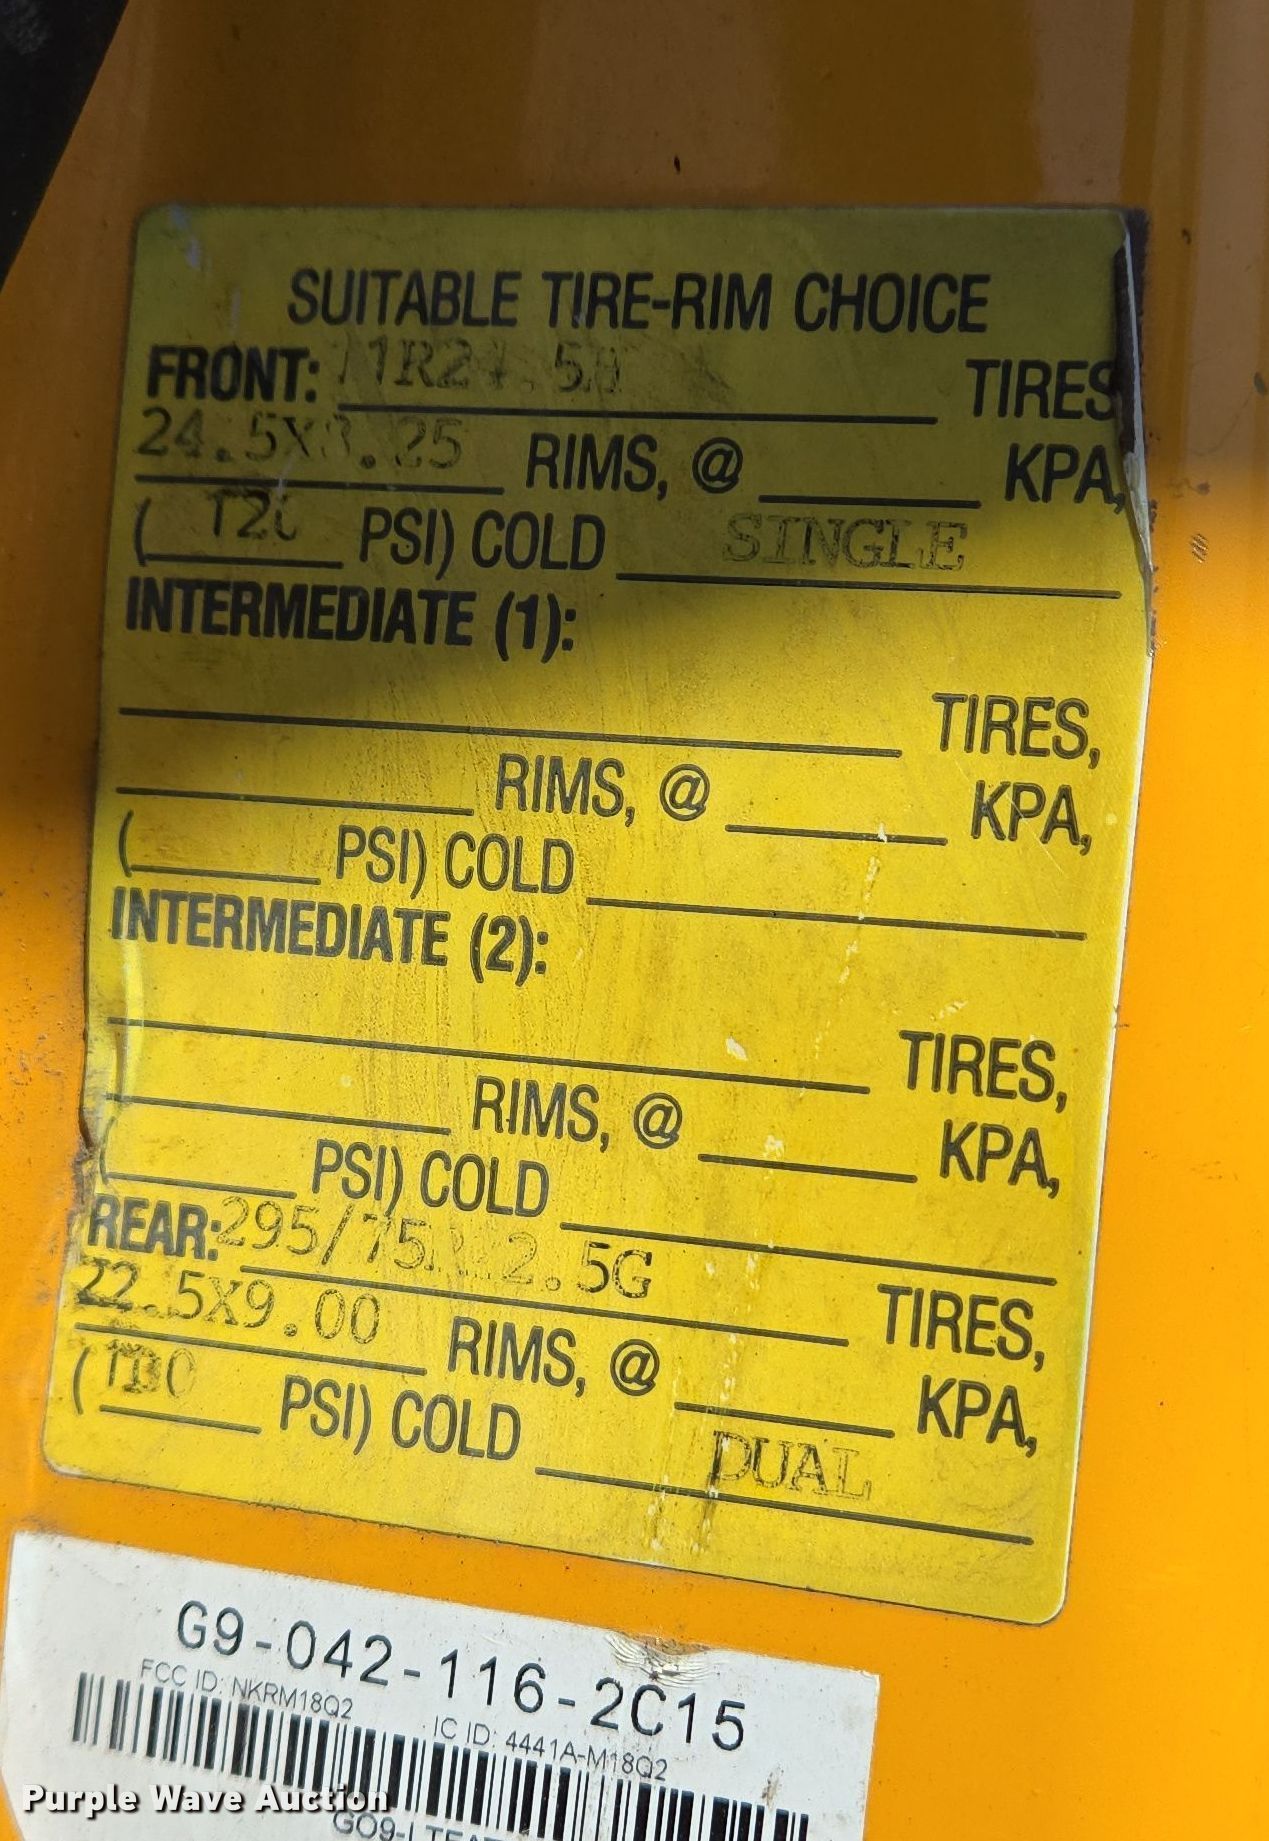 SUITABLE TIRE-RIM CHOICE
FRONT: 11R24.5H TIRES
24.5X8.25 RIMS, @ KPA,
( 120 PSI) COLD SINGLE
INTERMEDIATE (1):
TIRES,
RIMS, @ KPA,
( PSI) COLD
INTERMEDIATE (2):
TIRES,
RIMS, @ KPA,
( PSI) COLD
REAR: 295/75R22.5G TIRES,
22.5X9.00 RIMS, @ KPA,
( PSI) COLD DUAL
G9-042-116-2C15
FCC ID: NKRM18Q2 IC ID: 4441A-M18Q2
Purple Wave Auction